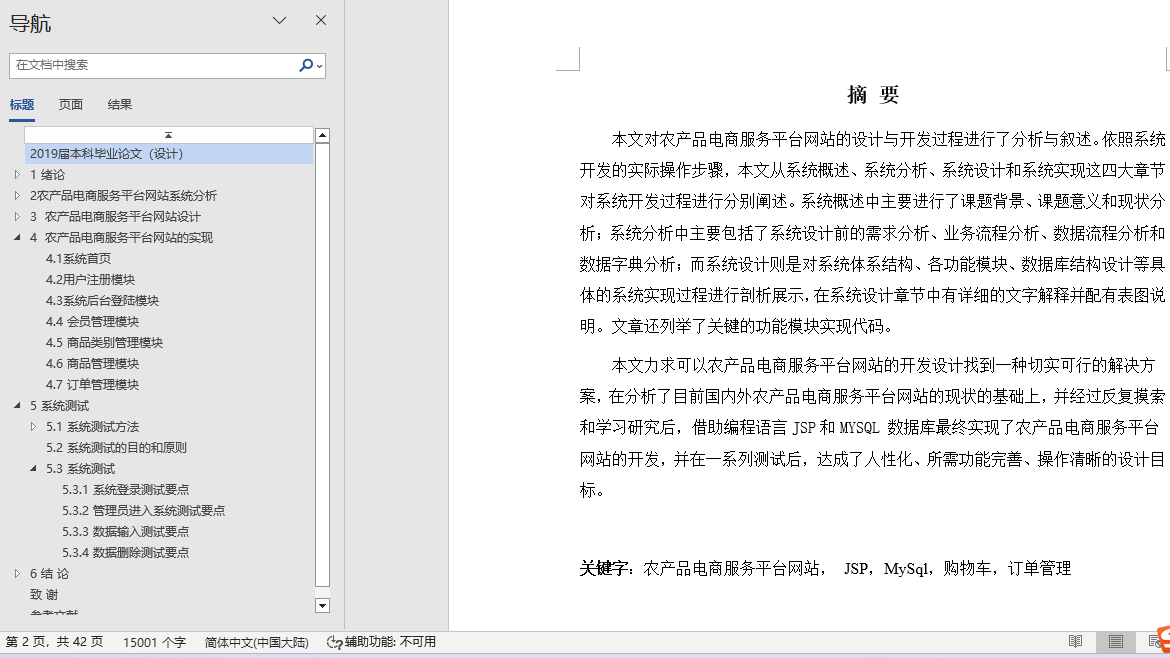 导航
在文档中搜索
标题 页面 结果
2019届本科毕业论文（设计）
1 绪论
2农产品电商服务平台网站系统分析
3 农产品电商服务平台网站设计
4 农产品电商服务平台网站的实现
4.1系统首页
4.2用户注册模块
4.3系统后台登陆模块
4.4 会员管理模块
4.5 商品类别管理模块
4.6 商品管理模块
4.7 订单管理模块
5 系统测试
5.1 系统测试方法
5.2 系统测试的目的和原则
5.3 系统测试
5.3.1 系统登录测试要点
5.3.2 管理员进入系统测试要点
5.3.3 数据输入测试要点
5.3.4 数据删除测试要点
6 结 论
致 谢
参考文献
摘 要
本文对农产品电商服务平台网站的设计与开发过程进行了分析与叙述。依照系统
开发的实际操作步骤，本文从系统概述、系统分析、系统设计和系统实现这四大章节
对系统开发过程进行分别阐述。系统概述中主要进行了课题背景、课题意义和现状分
析；系统分析中主要包括了系统设计前的需求分析、业务流程分析、数据流程分析和
数据字典分析；而系统设计则是对系统体系结构、各功能模块、数据库结构设计等具
体的系统实现过程进行剖析展示，在系统设计章节中有详细的文字解释并配有表图说
明。文章还列举了关键的功能模块实现代码。
本文力求可以农产品电商服务平台网站的开发设计找到一种切实可行的解决方
案，在分析了目前国内外农产品电商服务平台网站的现状的基础上，并经过反复摸索
和学习研究后，借助编程语言 JSP 和 MYSQL 数据库最终实现了农产品电商服务平台
网站的开发，并在一系列测试后，达成了人性化、所需功能完善、操作清晰的设计目
标。
关键字：农产品电商服务平台网站， JSP，MySql，购物车，订单管理
第 2 页，共 42 页 15001 个字 简体中文(中国大陆) 辅助功能: 不可用